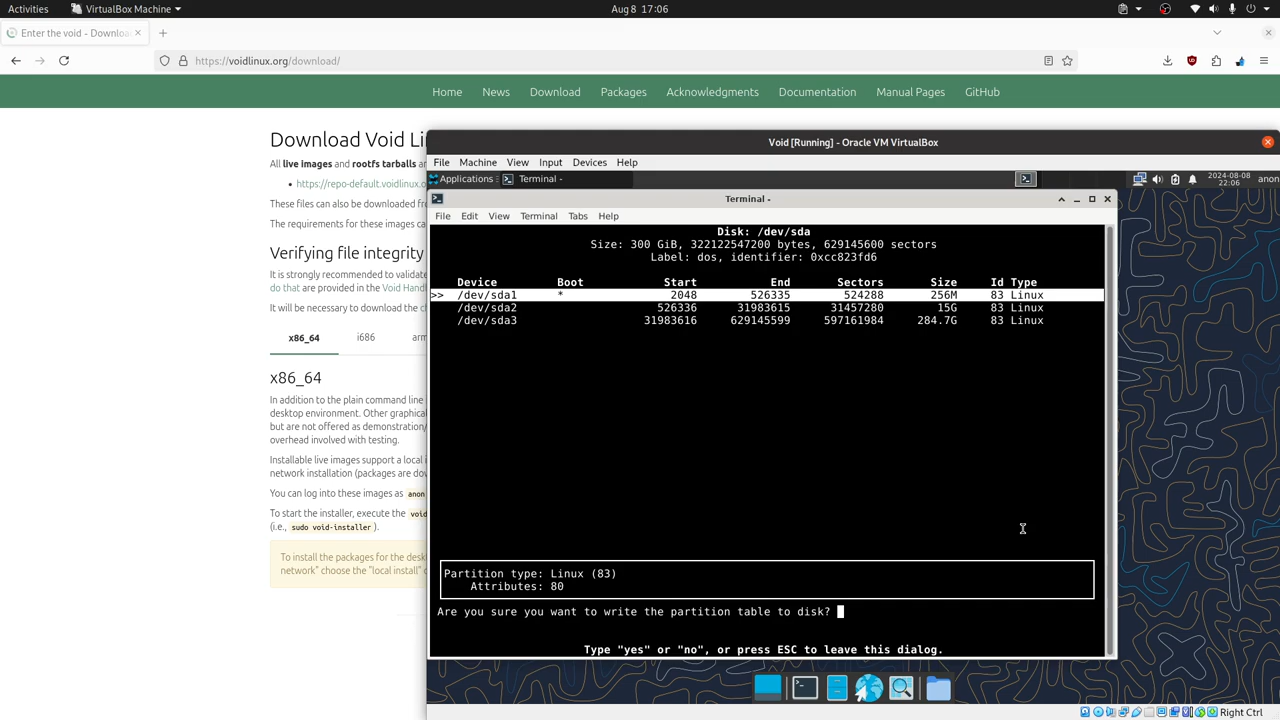 Activities
VirtualBox Machine
Aug 8 17:06
Enter the void - Downloa
https://voidlinux.org/download/
Home News Download Packages Acknowledgments Documentation Manual Pages GitHub
Download Void Li
All live images and rootfs tarballs a
https://repo-default.voidlinux.o
These files can also be downloaded fr
The requirements for these images ca
Verifying file integrity
It is strongly recommended to validate
do that are provided in the Void Hand
It will be necessary to download the
x86_64 i686 arm
x86_64
In addition to the plain command line
desktop environment. Other graphical
but are not offered as demonstration/
overhead involved with testing.
Installable live images support a local i
network installation (packages are dow
You can log into these images as anon
To start the installer, execute the void
(i.e., sudo void-installer ).
To install the packages for the desk
network" choose the "local install"
Void [Running] - Oracle VM VirtualBox
File Machine View Input Devices Help
Applications Terminal -
2024-08-08
22:06
anon
Terminal -
File Edit View Terminal Tabs Help
Disk: /dev/sda
Size: 300 GiB, 322122547200 bytes, 629145600 sectors
Label: dos, identifier: 0xcc823fd6
Device Boot Start End Sectors Size Id Type
>> /dev/sda1 * 2048 526335 524288 256M 83 Linux
/dev/sda2 526336 31983615 31457280 15G 83 Linux
/dev/sda3 31983616 629145599 597161984 284.7G 83 Linux
Partition type: Linux (83)
Attributes: 80
Are you sure you want to write the partition table to disk?
Type "yes" or "no", or press ESC to leave this dialog.
Right Ctrl